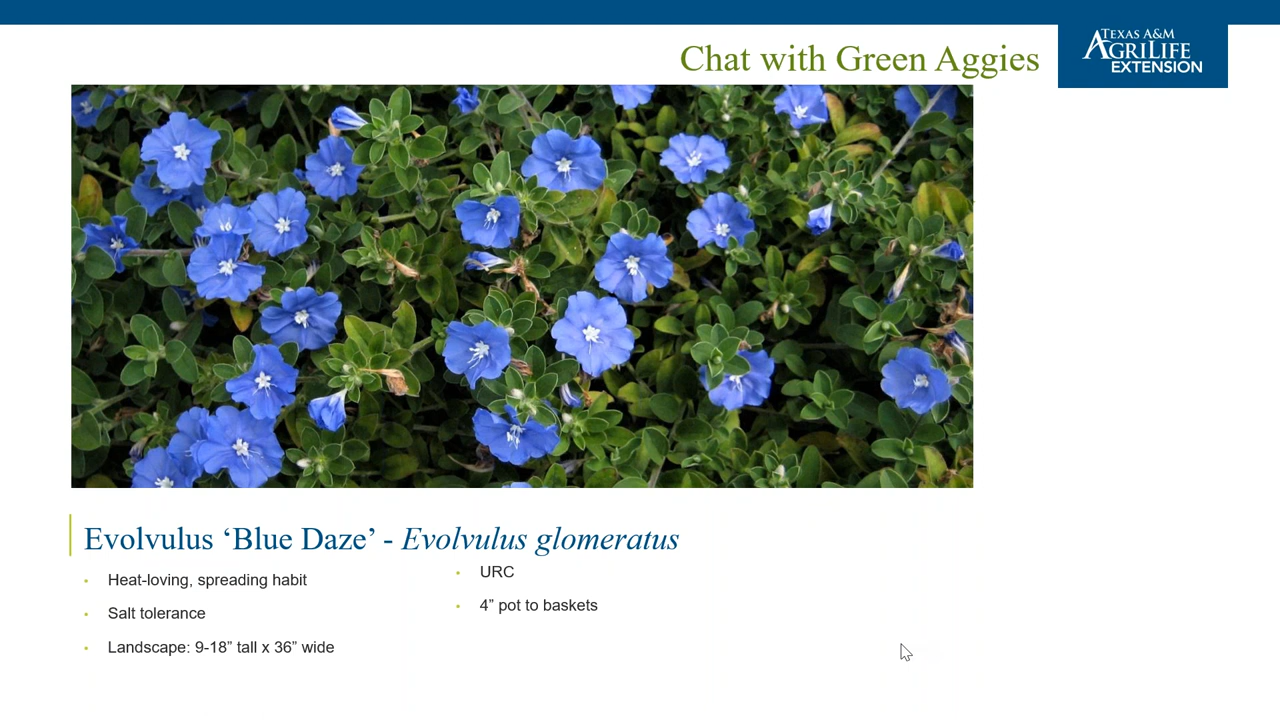 Chat with Green Aggies
TEXAS A&M
AGRILIFE
EXTENSION
Evolvulus ‘Blue Daze’ - Evolvulus glomeratus
• Heat-loving, spreading habit
• Salt tolerance
• Landscape: 9-18” tall x 36” wide
• URC
• 4” pot to baskets